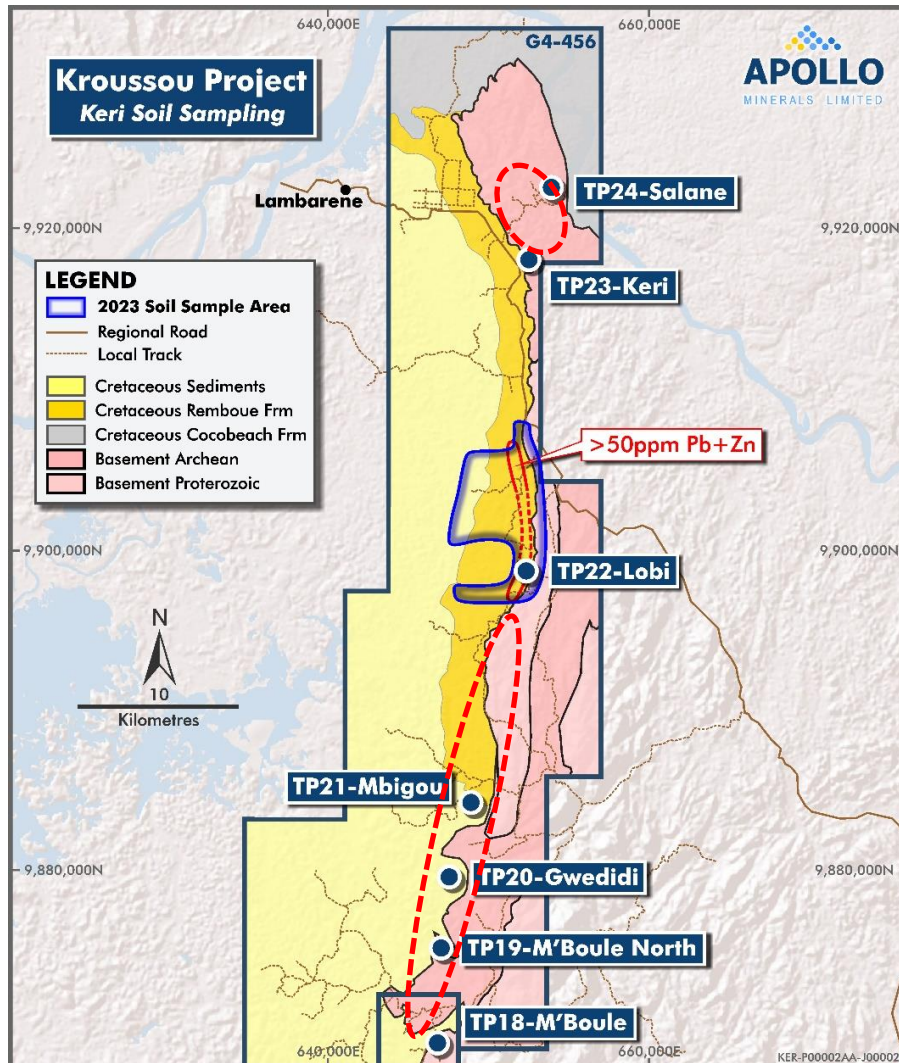 640,000E
660,000E
G4-456
Kroussou Project
Keri Soil Sampling
APOLLO
MINERALS LIMITED
Lambarene
TP24-Salane
9,920,000N
9,920,000N
TP23-Keri
LEGEND
2023 Soil Sample Area
Regional Road
Local Track
Cretaceous Sediments
Cretaceous Remboue Frm
Cretaceous Cocobeach Frm
Basement Archean
Basement Proterozoic
>50ppm Pb+Zn
9,900,000N
9,900,000N
TP22-Lobi
N
10
Kilometres
TP21-Mbigou
9,880,000N
9,880,000N
TP20-Gwedidi
TP19-M'Boule North
TP18-M'Boule
640,000E
660,000E
KER-P00002AA-J00002